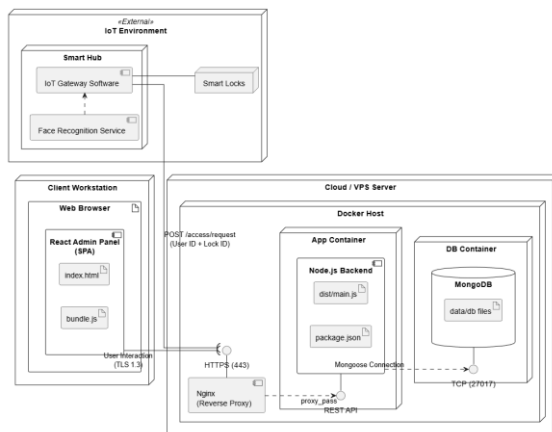 «External»
IoT Environment
Smart Hub
IoT Gateway Software
Smart Locks
Face Recognition Service
Client Workstation
Web Browser
React Admin Panel
(SPA)
index.html
bundle.js
User Interaction
(TLS 1.3)
POST /access/request
(User ID + Lock ID)
HTTPS (443)
Nginx
(Reverse Proxy)
proxy_pass
Cloud / VPS Server
Docker Host
App Container
Node.js Backend
dist/main.js
package.json
REST API
Mongoose Connection
DB Container
MongoDB
data/db files
TCP (27017)